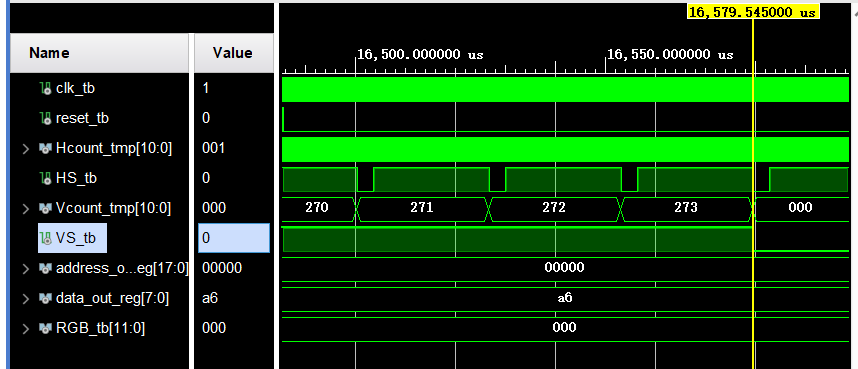 16,579.545000 us
Name Value
16,500.000000 us 16,550.000000 us
clk_tb 1
reset_tb 0
Hcount_tmp[10:0] 001
HS_tb 0
Vcount_tmp[10:0] 000 270 271 272 273 000
VS_tb 0
address_o...eg[17:0] 00000 00000
data_out_reg[7:0] a6 a6
RGB_tb[11:0] 000 000